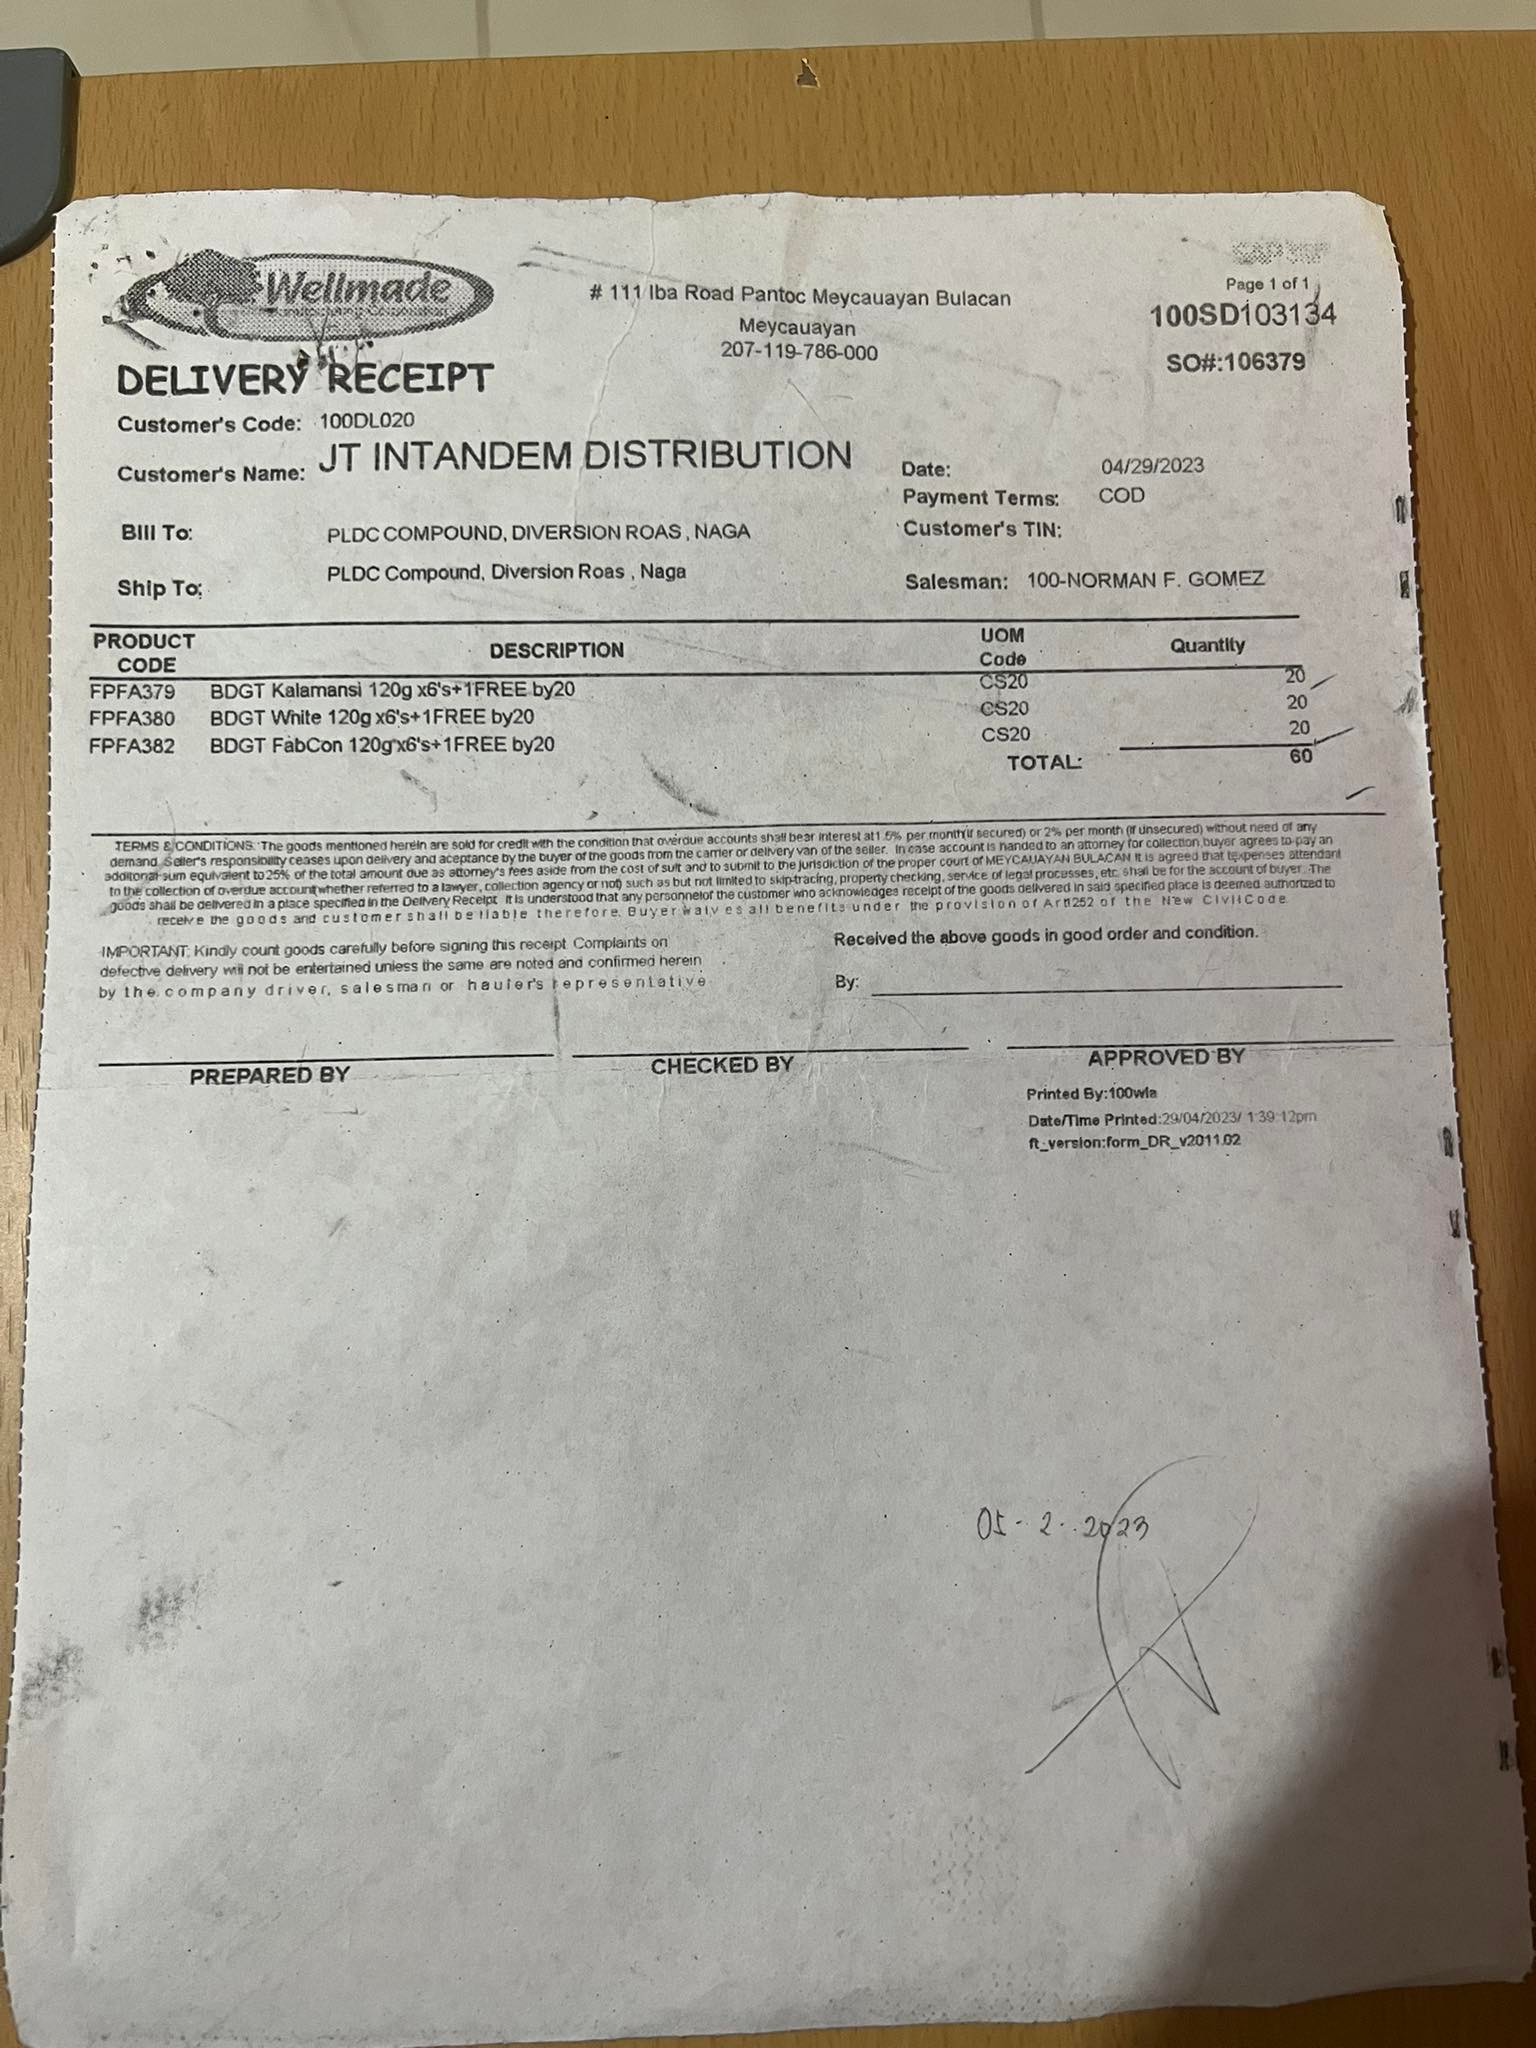 Wellmade
Manufacturing Corporation
# 111 Iba Road Pantoc Meycauayan Bulacan
Meycauayan
207-119-786-000
Page 1 of 1
100SD103134
SO#:106379
DELIVERY RECEIPT
Customer's Code: 100DL020
Customer's Name: JT INTANDEM DISTRIBUTION
Date: 04/29/2023
Payment Terms: COD
Bill To: PLDC COMPOUND, DIVERSION ROAS , NAGA
Customer's TIN:
Ship To: PLDC Compound, Diversion Roas , Naga
Salesman: 100-NORMAN F. GOMEZ
PRODUCT CODE DESCRIPTION UOM Code Quantity
FPFA379 BDGT Kalamansi 120g x6's+1FREE by20 CS20 20
FPFA380 BDGT White 120g x6's+1FREE by20 CS20 20
FPFA382 BDGT FabCon 120g x6's+1FREE by20 CS20 20
TOTAL: 60
TERMS & CONDITIONS: The goods mentioned herein are sold for credit with the condition that overdue accounts shall bear interest at 1.5% per month(if secured) or 2% per month (if unsecured) without need of any
demand. Seller's responsibility ceases upon delivery and aceptance by the buyer of the goods from the carrier or delivery van of the seller. In case account is handed to an attorney for collection, buyer agrees to pay an
additonal sum equivalent to 25% of the total amount due as attorney's fees aside from the cost of suit and to submit to the jurisdiction of the proper court of MEYCAUAYAN BULACAN It is agreed that expenses attendant
to the collection of overdue account(whether referred to a lawyer, collection agency or not) such as but not limited to skip-tracing, property checking, service of legal processes, etc. shall be for the account of buyer. The
goods shall be delivered in a place specified in the Delivery Receipt. It is understood that any personnelof the customer who acknowledges receipt of the goods delivered in said specified place is deemed authorized to
receive the goods and customer shall be liable therefore. Buyer waives all benefits under the provision of Art1252 of the New CivilCode.
IMPORTANT: Kindly count goods carefully before signing this receipt. Complaints on
defective delivery will not be entertained unless the same are noted and confirmed herein
by the company driver, salesman or hauler's representative
Received the above goods in good order and condition.
By:
PREPARED BY CHECKED BY APPROVED BY
Printed By:100wla
Date/Time Printed:29/04/2023/ 1:39:12pm
ft_version:form_DR_v2011.02
05-2-2023